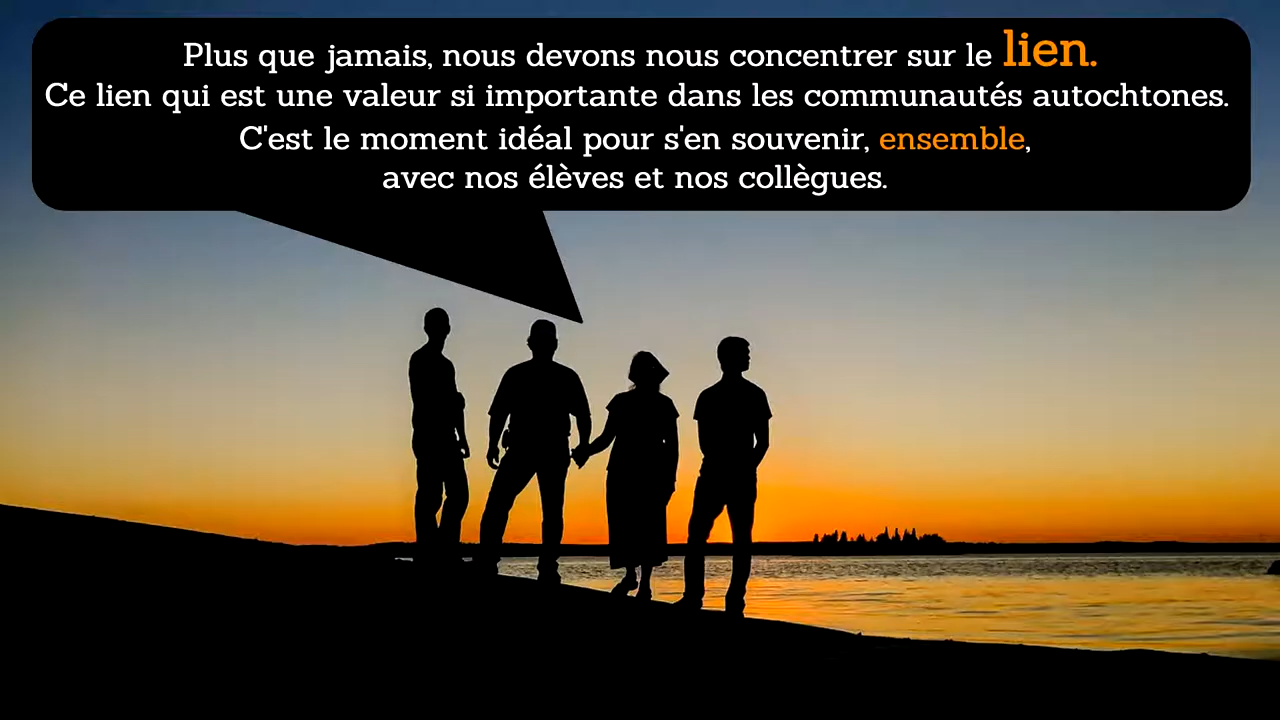 Plus que jamais, nous devons nous concentrer sur le lien.
Ce lien qui est une valeur si importante dans les communautés autochtones.
C'est le moment idéal pour s'en souvenir, ensemble,
avec nos élèves et nos collègues.